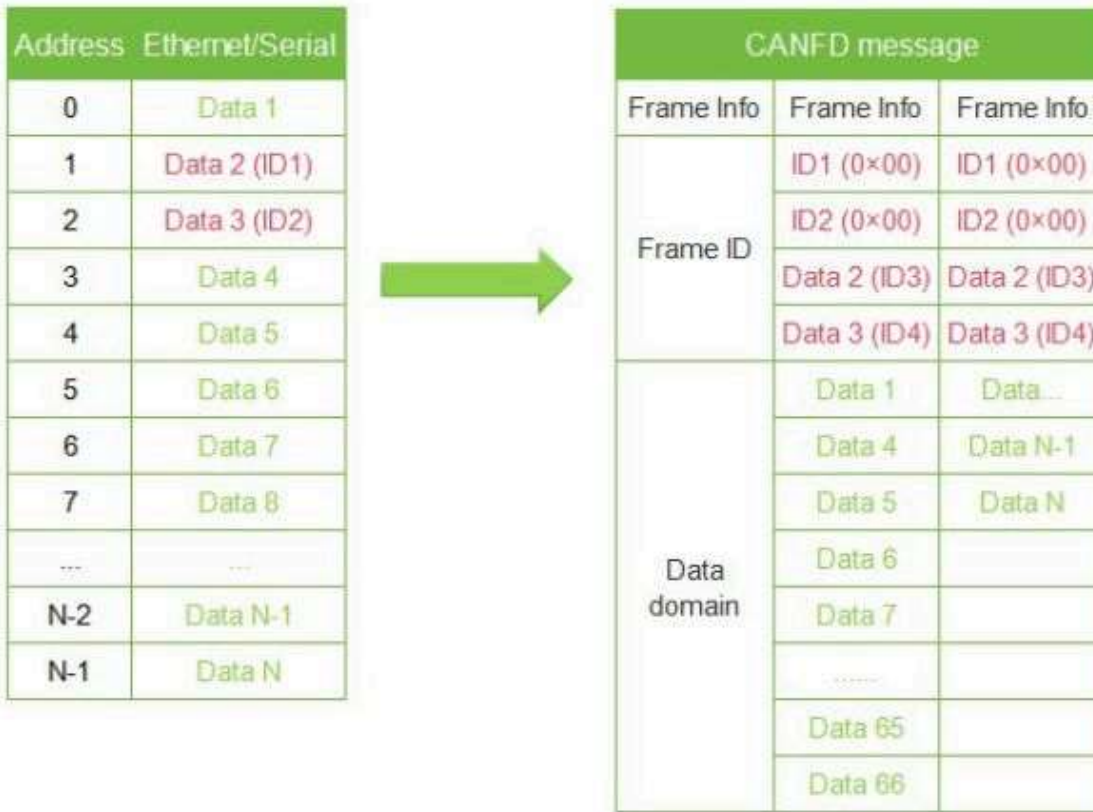 Address Ethernet/Serial
0 Data 1
1 Data 2 (ID1)
2 Data 3 (ID2)
3 Data 4
4 Data 5
5 Data 6
6 Data 7
7 Data 8
... ...
N-2 Data N-1
N-1 Data N
CANFD message
Frame Info Frame Info Frame Info
Frame ID
ID1 (0×00) ID1 (0×00)
ID2 (0×00) ID2 (0×00)
Data 2 (ID3) Data 2 (ID3)
Data 3 (ID4) Data 3 (ID4)
Data
domain
Data 1 Data...
Data 4 Data N-1
Data 5 Data N
Data 6
Data 7
......
Data 65
Data 66